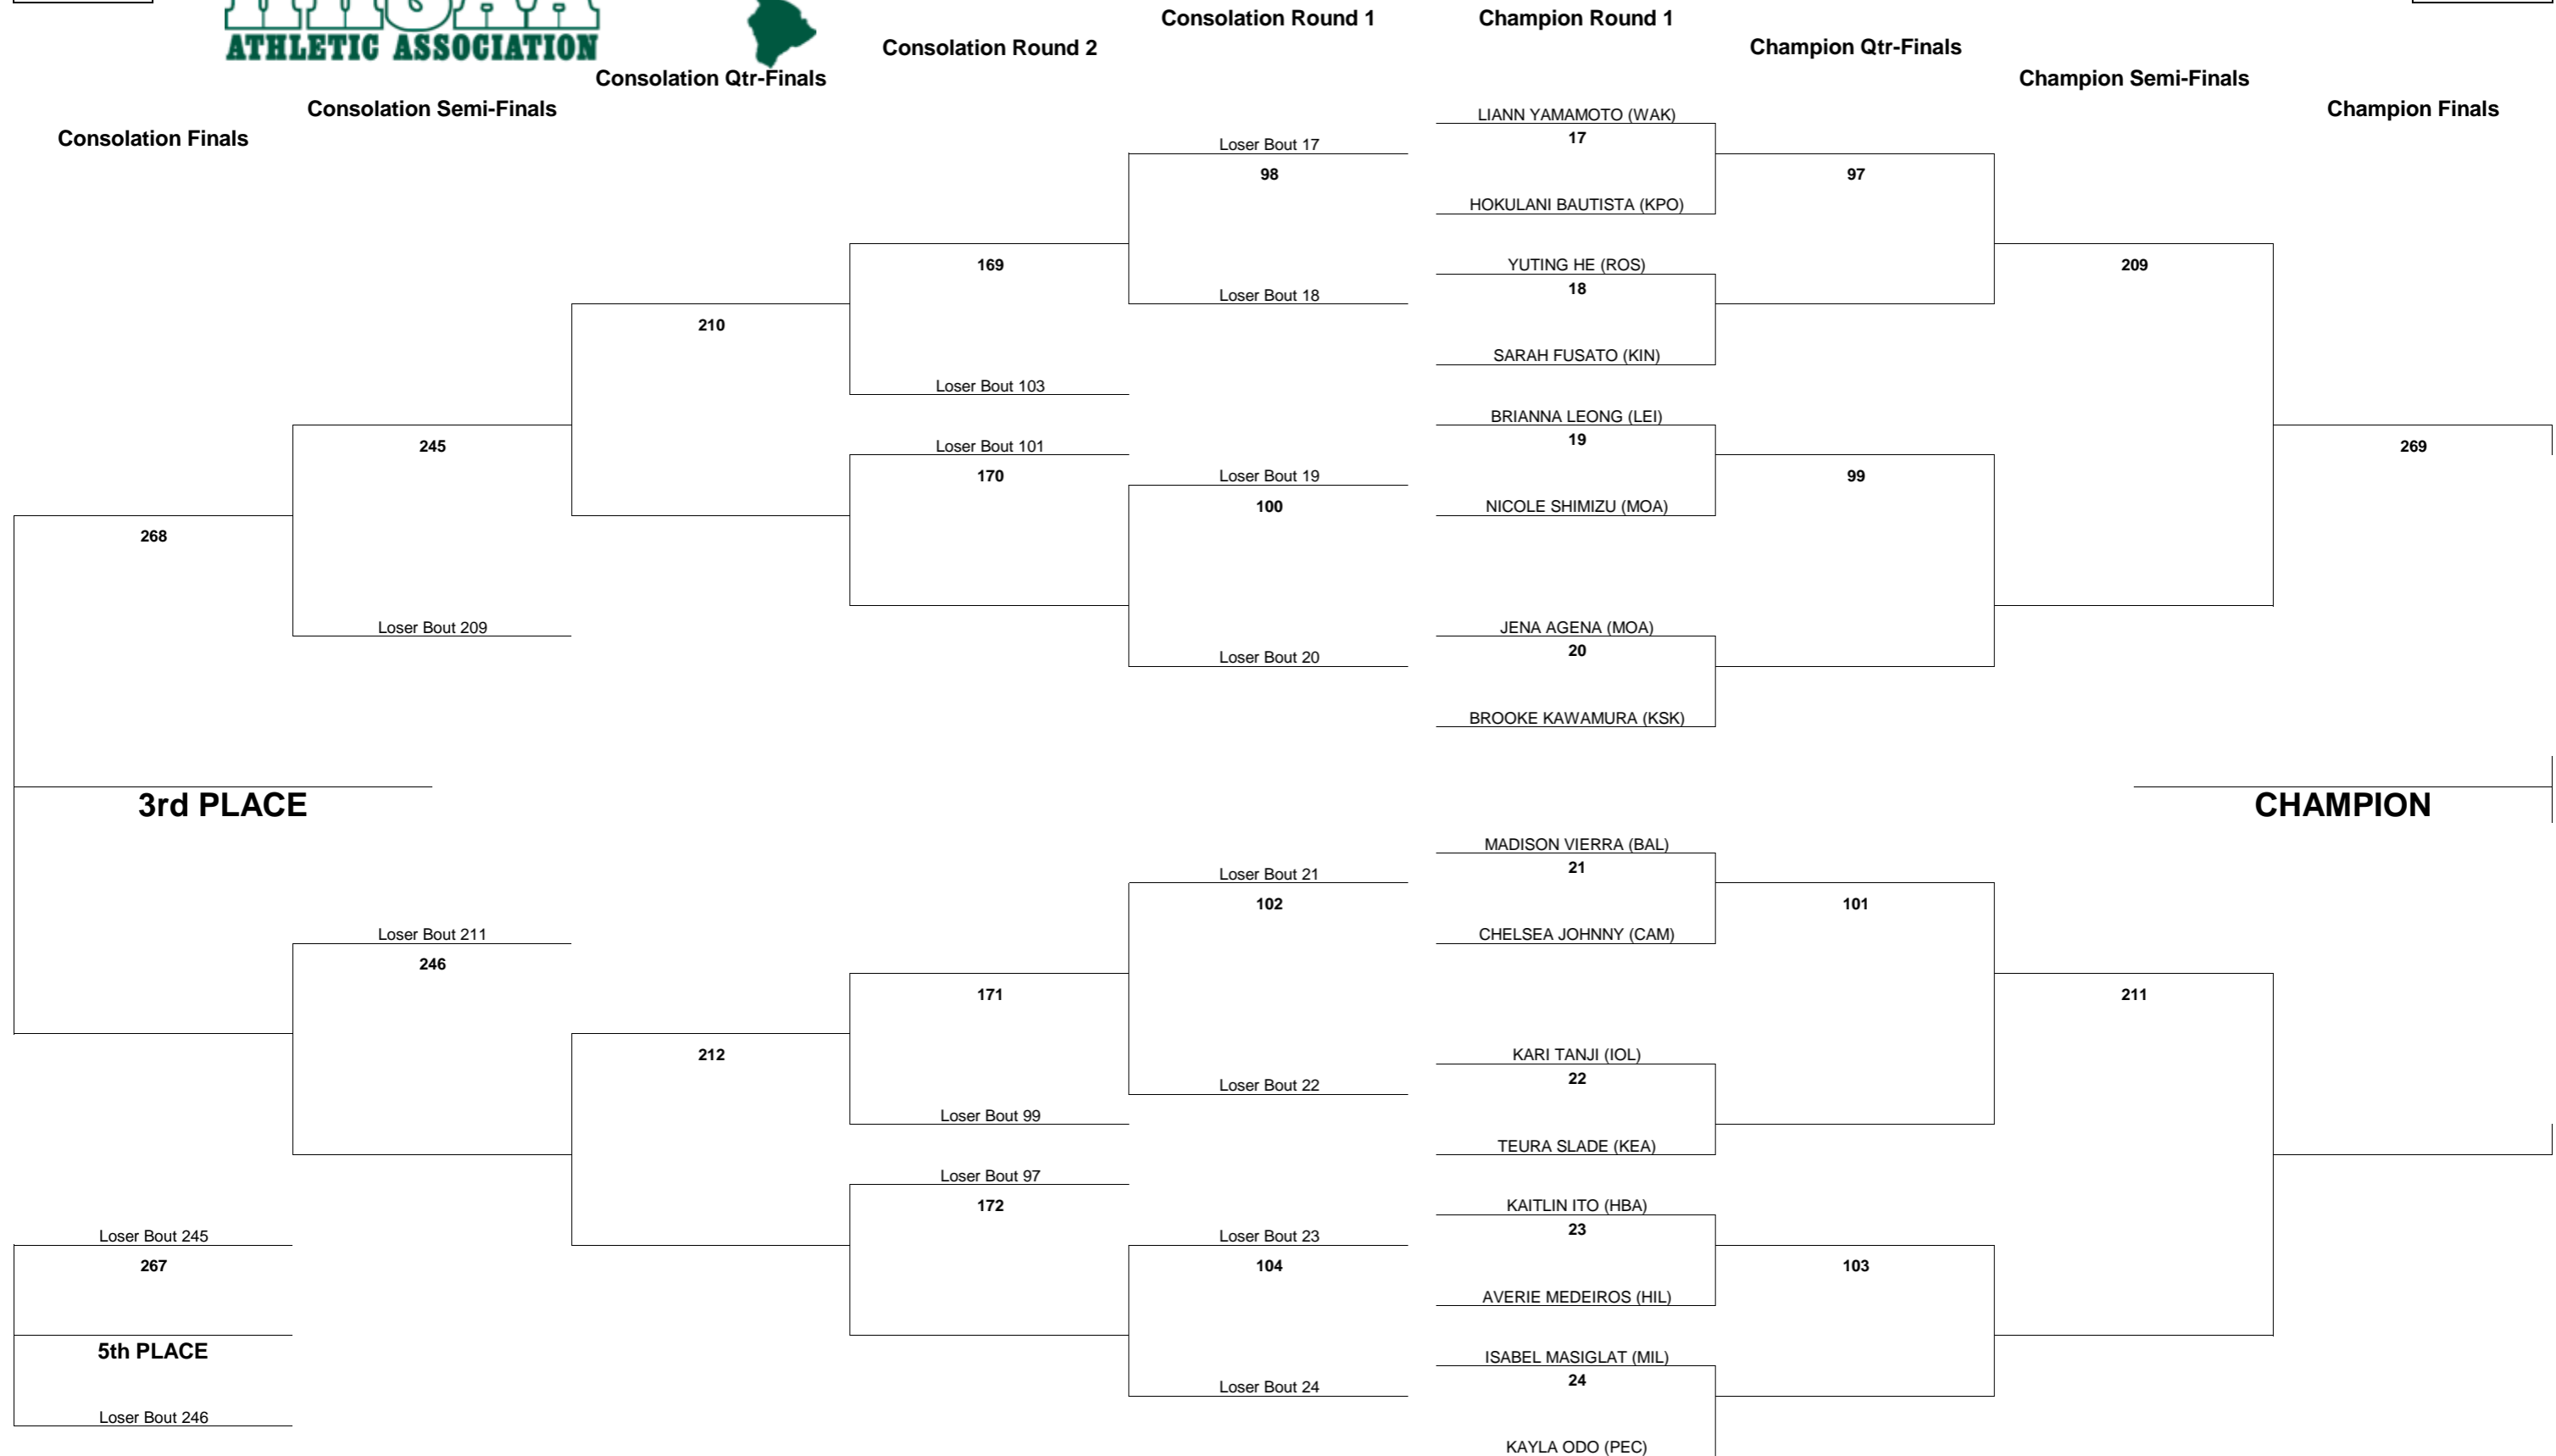 ATHLETIC ASSOCIATION
Consolation Round 1
Champion Round 1
Consolation Round 2
Champion Qtr-Finals
Consolation Qtr-Finals
Champion Semi-Finals
Consolation Semi-Finals
Champion Finals
Consolation Finals
LIANN YAMAMOTO (WAK)
17
Loser Bout 17
98
97
HOKULANI BAUTISTA (KPO)
169
YUTING HE (ROS)
209
18
Loser Bout 18
210
SARAH FUSATO (KIN)
Loser Bout 103
BRIANNA LEONG (LEI)
19
245
Loser Bout 101
269
170
Loser Bout 19
99
100
NICOLE SHIMIZU (MOA)
268
Loser Bout 209
JENA AGENA (MOA)
20
Loser Bout 20
BROOKE KAWAMURA (KSK)
3rd PLACE
CHAMPION
MADISON VIERRA (BAL)
21
Loser Bout 21
102
101
Loser Bout 211
CHELSEA JOHNNY (CAM)
246
171
211
212
KARI TANJI (IOL)
22
Loser Bout 22
Loser Bout 99
TEURA SLADE (KEA)
Loser Bout 97
172
KAITLIN ITO (HBA)
23
Loser Bout 245
Loser Bout 23
267
104
103
AVERIE MEDEIROS (HIL)
5th PLACE
ISABEL MASIGLAT (MIL)
24
Loser Bout 24
Loser Bout 246
KAYLA ODO (PEC)